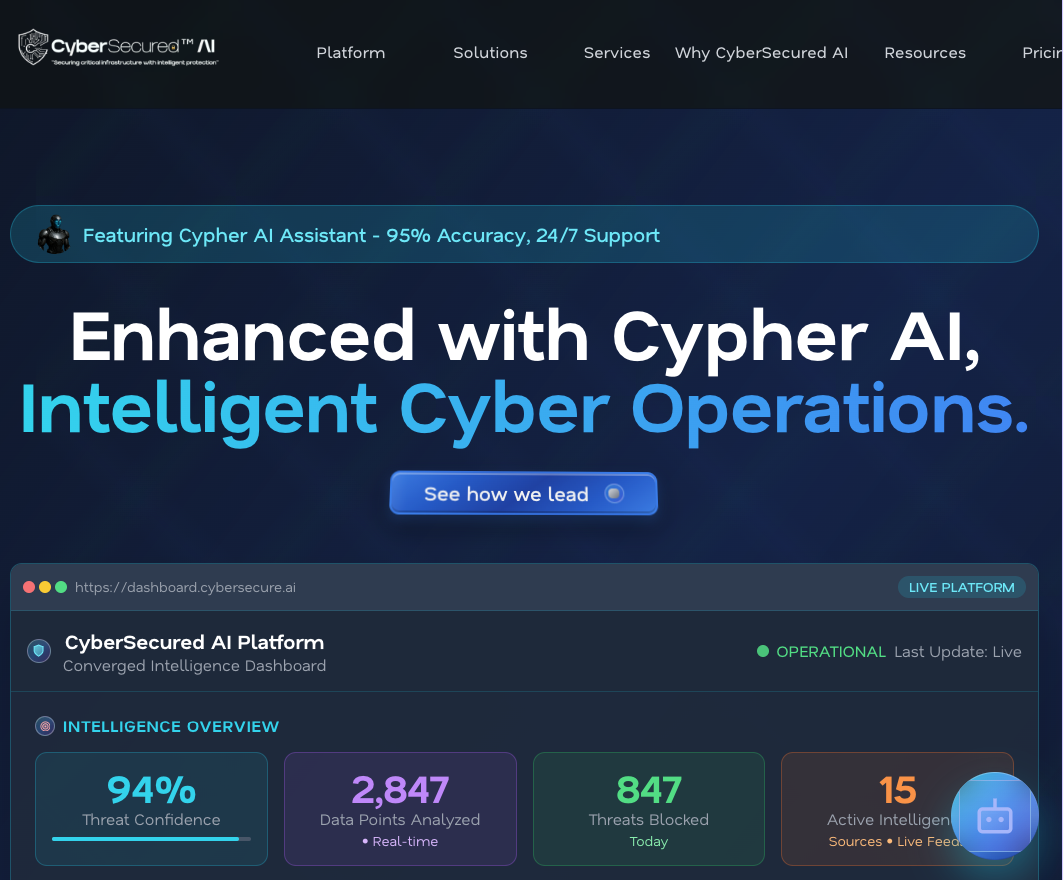 CyberSecured™ AI
"Securing critical infrastructure with intelligent protection"
Platform Solutions Services Why CyberSecured AI Resources Pricin
Featuring Cypher AI Assistant - 95% Accuracy, 24/7 Support
Enhanced with Cypher AI,
Intelligent Cyber Operations.
See how we lead
https://dashboard.cybersecure.ai LIVE PLATFORM
CyberSecured AI Platform
Converged Intelligence Dashboard
OPERATIONAL Last Update: Live
INTELLIGENCE OVERVIEW
94%
Threat Confidence
2,847
Data Points Analyzed
• Real-time
847
Threats Blocked
Today
15
Active Intelligen
Sources • Live Feeds